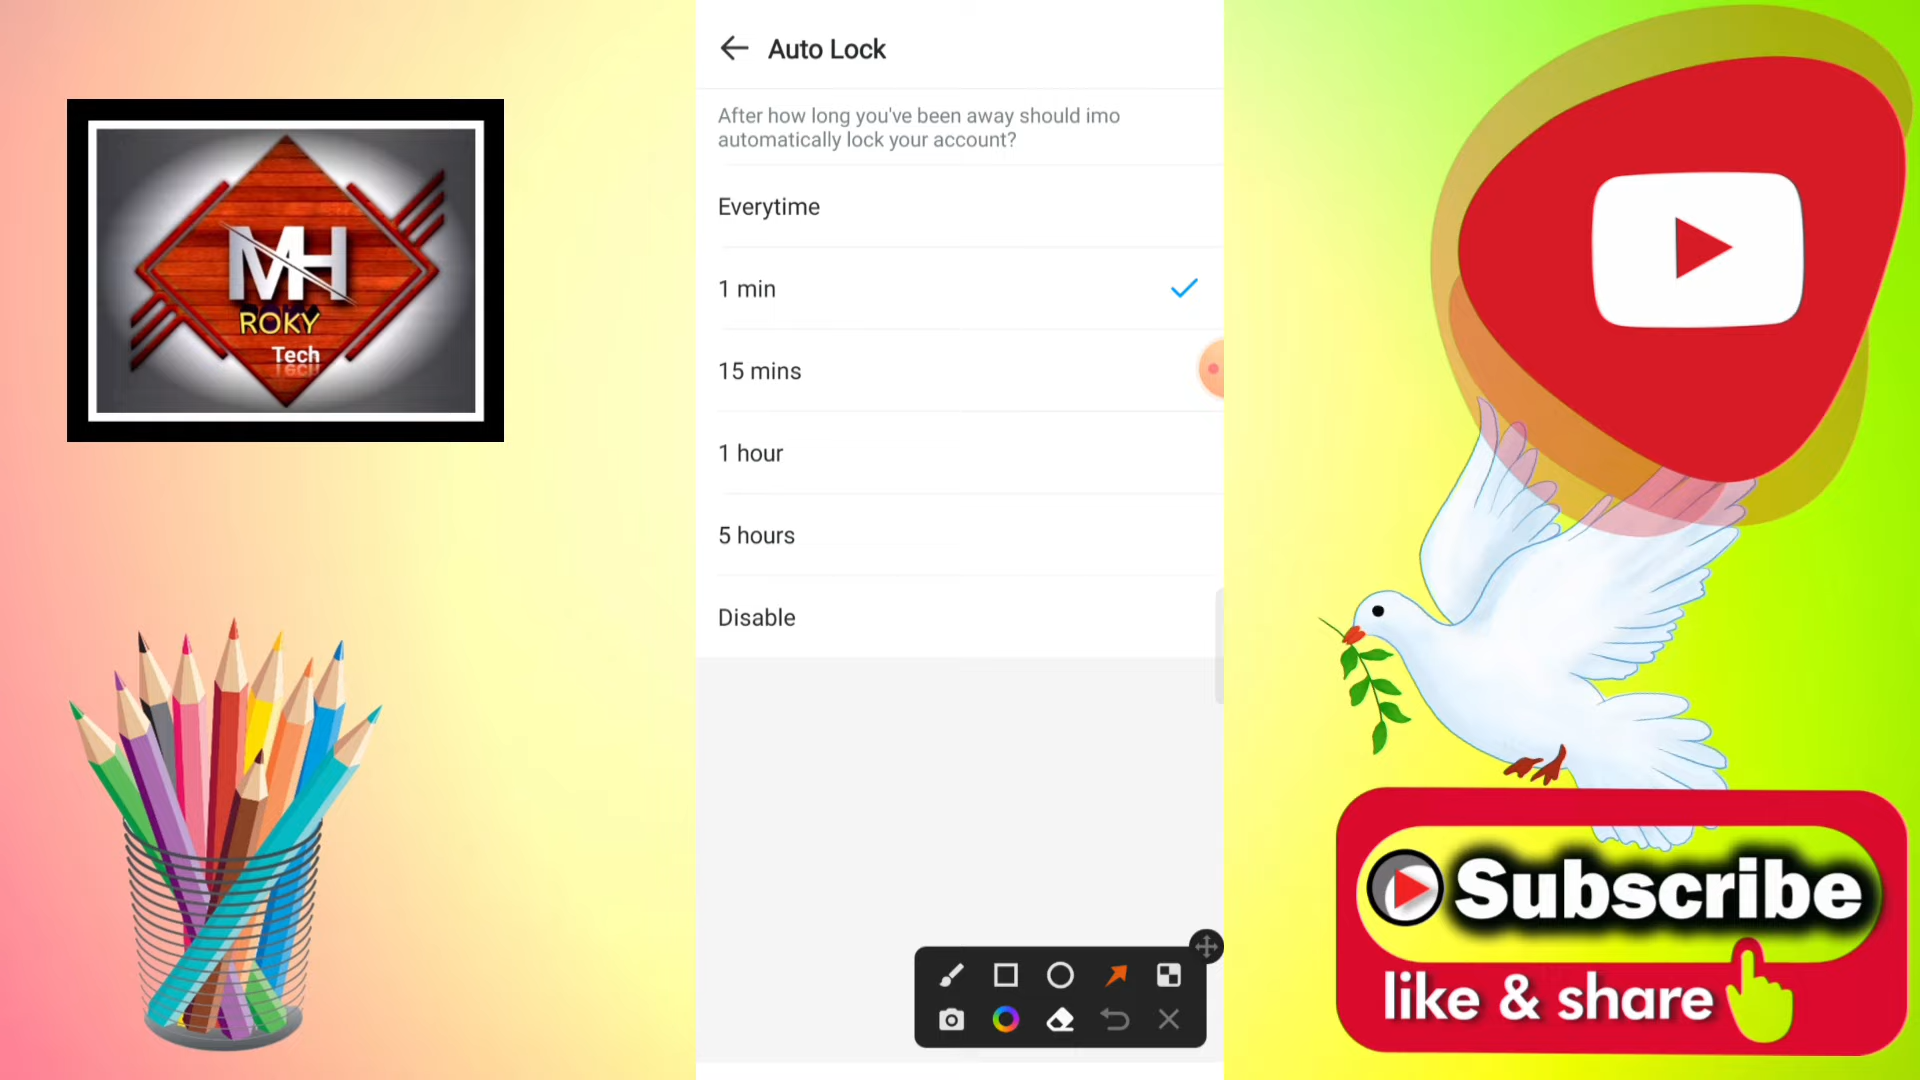 Auto Lock
After how long you've been away should imo
automatically lock your account?
Everytime
1 min
15 mins
1 hour
5 hours
Disable
MH
ROKY
Tech
Subscribe
like & share